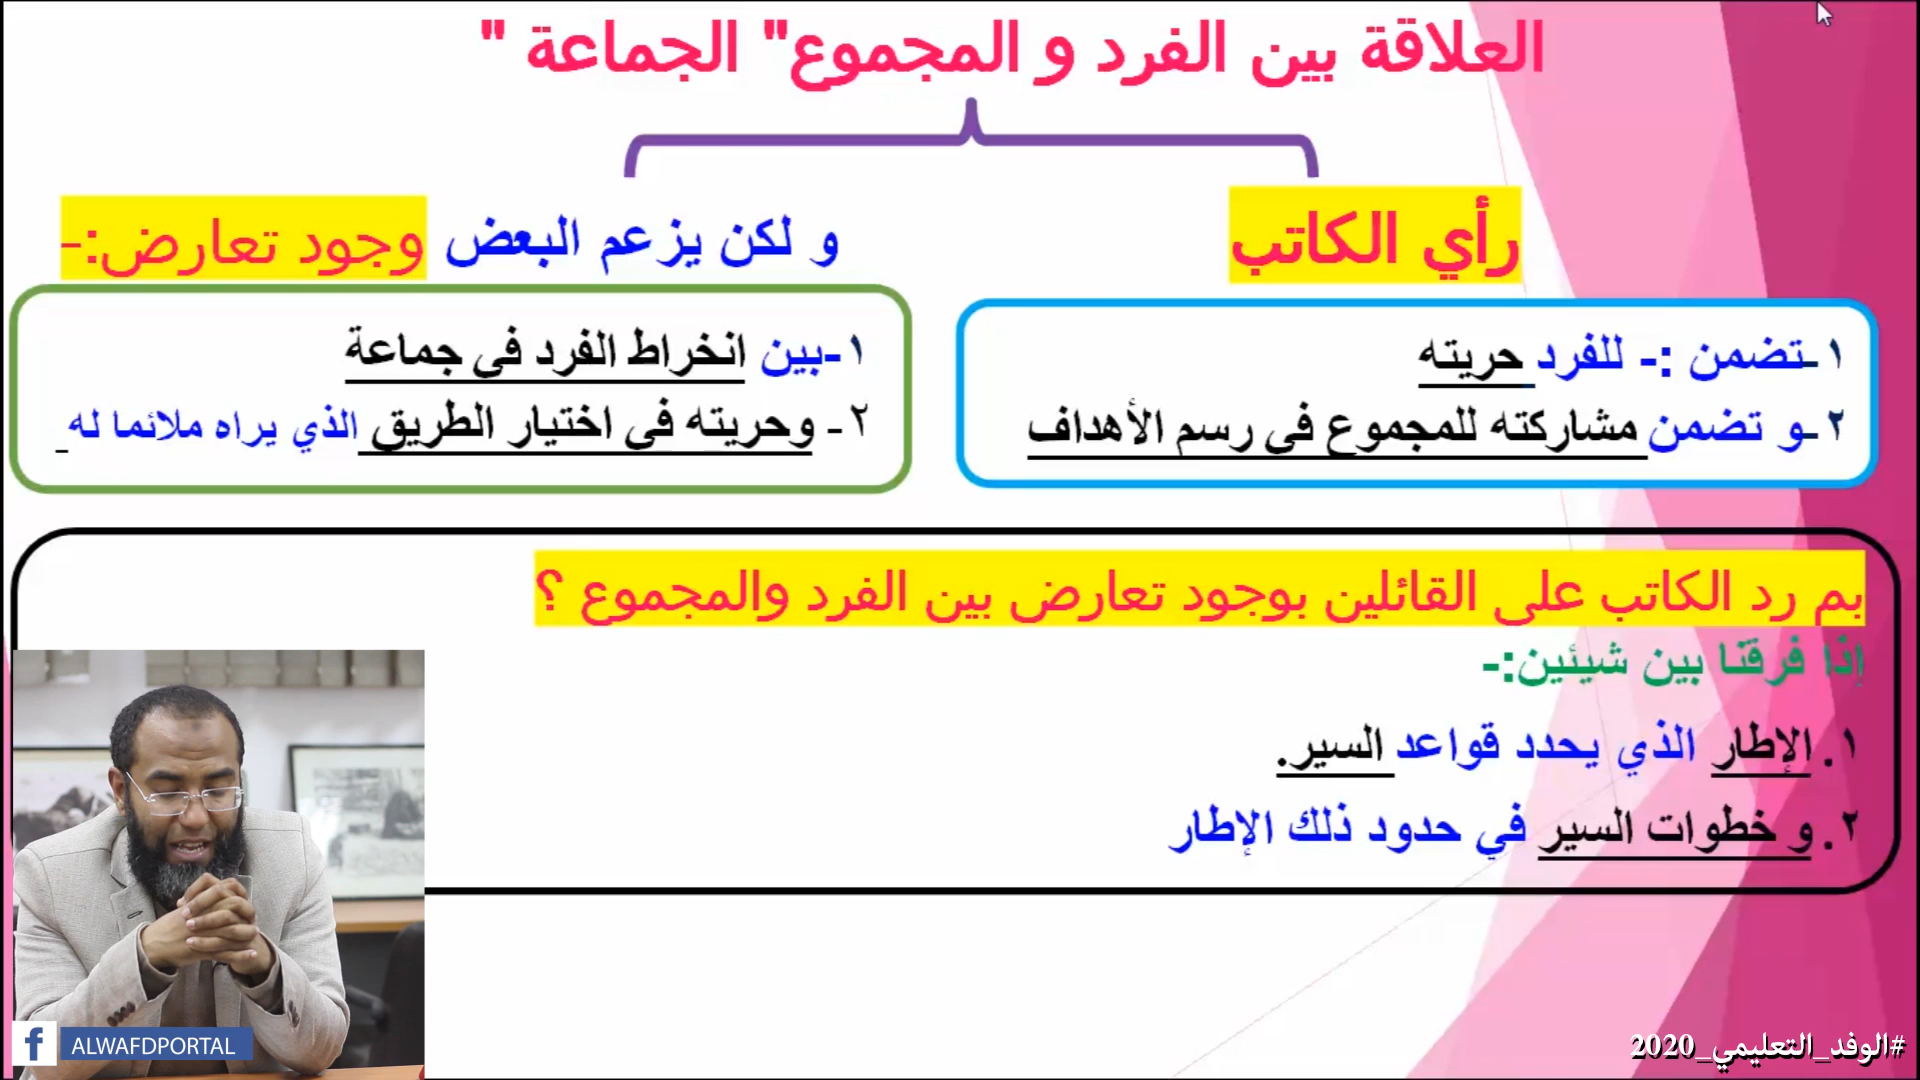 العلاقة بين الفرد و المجموع" الجماعة "
رأي الكاتب
١-تضمن :- للفرد حريته
٢-و تضمن مشاركته للمجموع في رسم الأهداف
و لكن يزعم البعض وجود تعارض:-
١-بين انخراط الفرد في جماعة
٢- وحريته في اختيار الطريق الذي يراه ملائما له
بم رد الكاتب على القائلين بوجود تعارض بين الفرد والمجموع ؟
إذا فرقنا بين شيئين:-
١. الإطار الذي يحدد قواعد السير.
٢. و خطوات السير في حدود ذلك الإطار
f ALWAFDPORTAL
#الوفد_التعليمي_2020